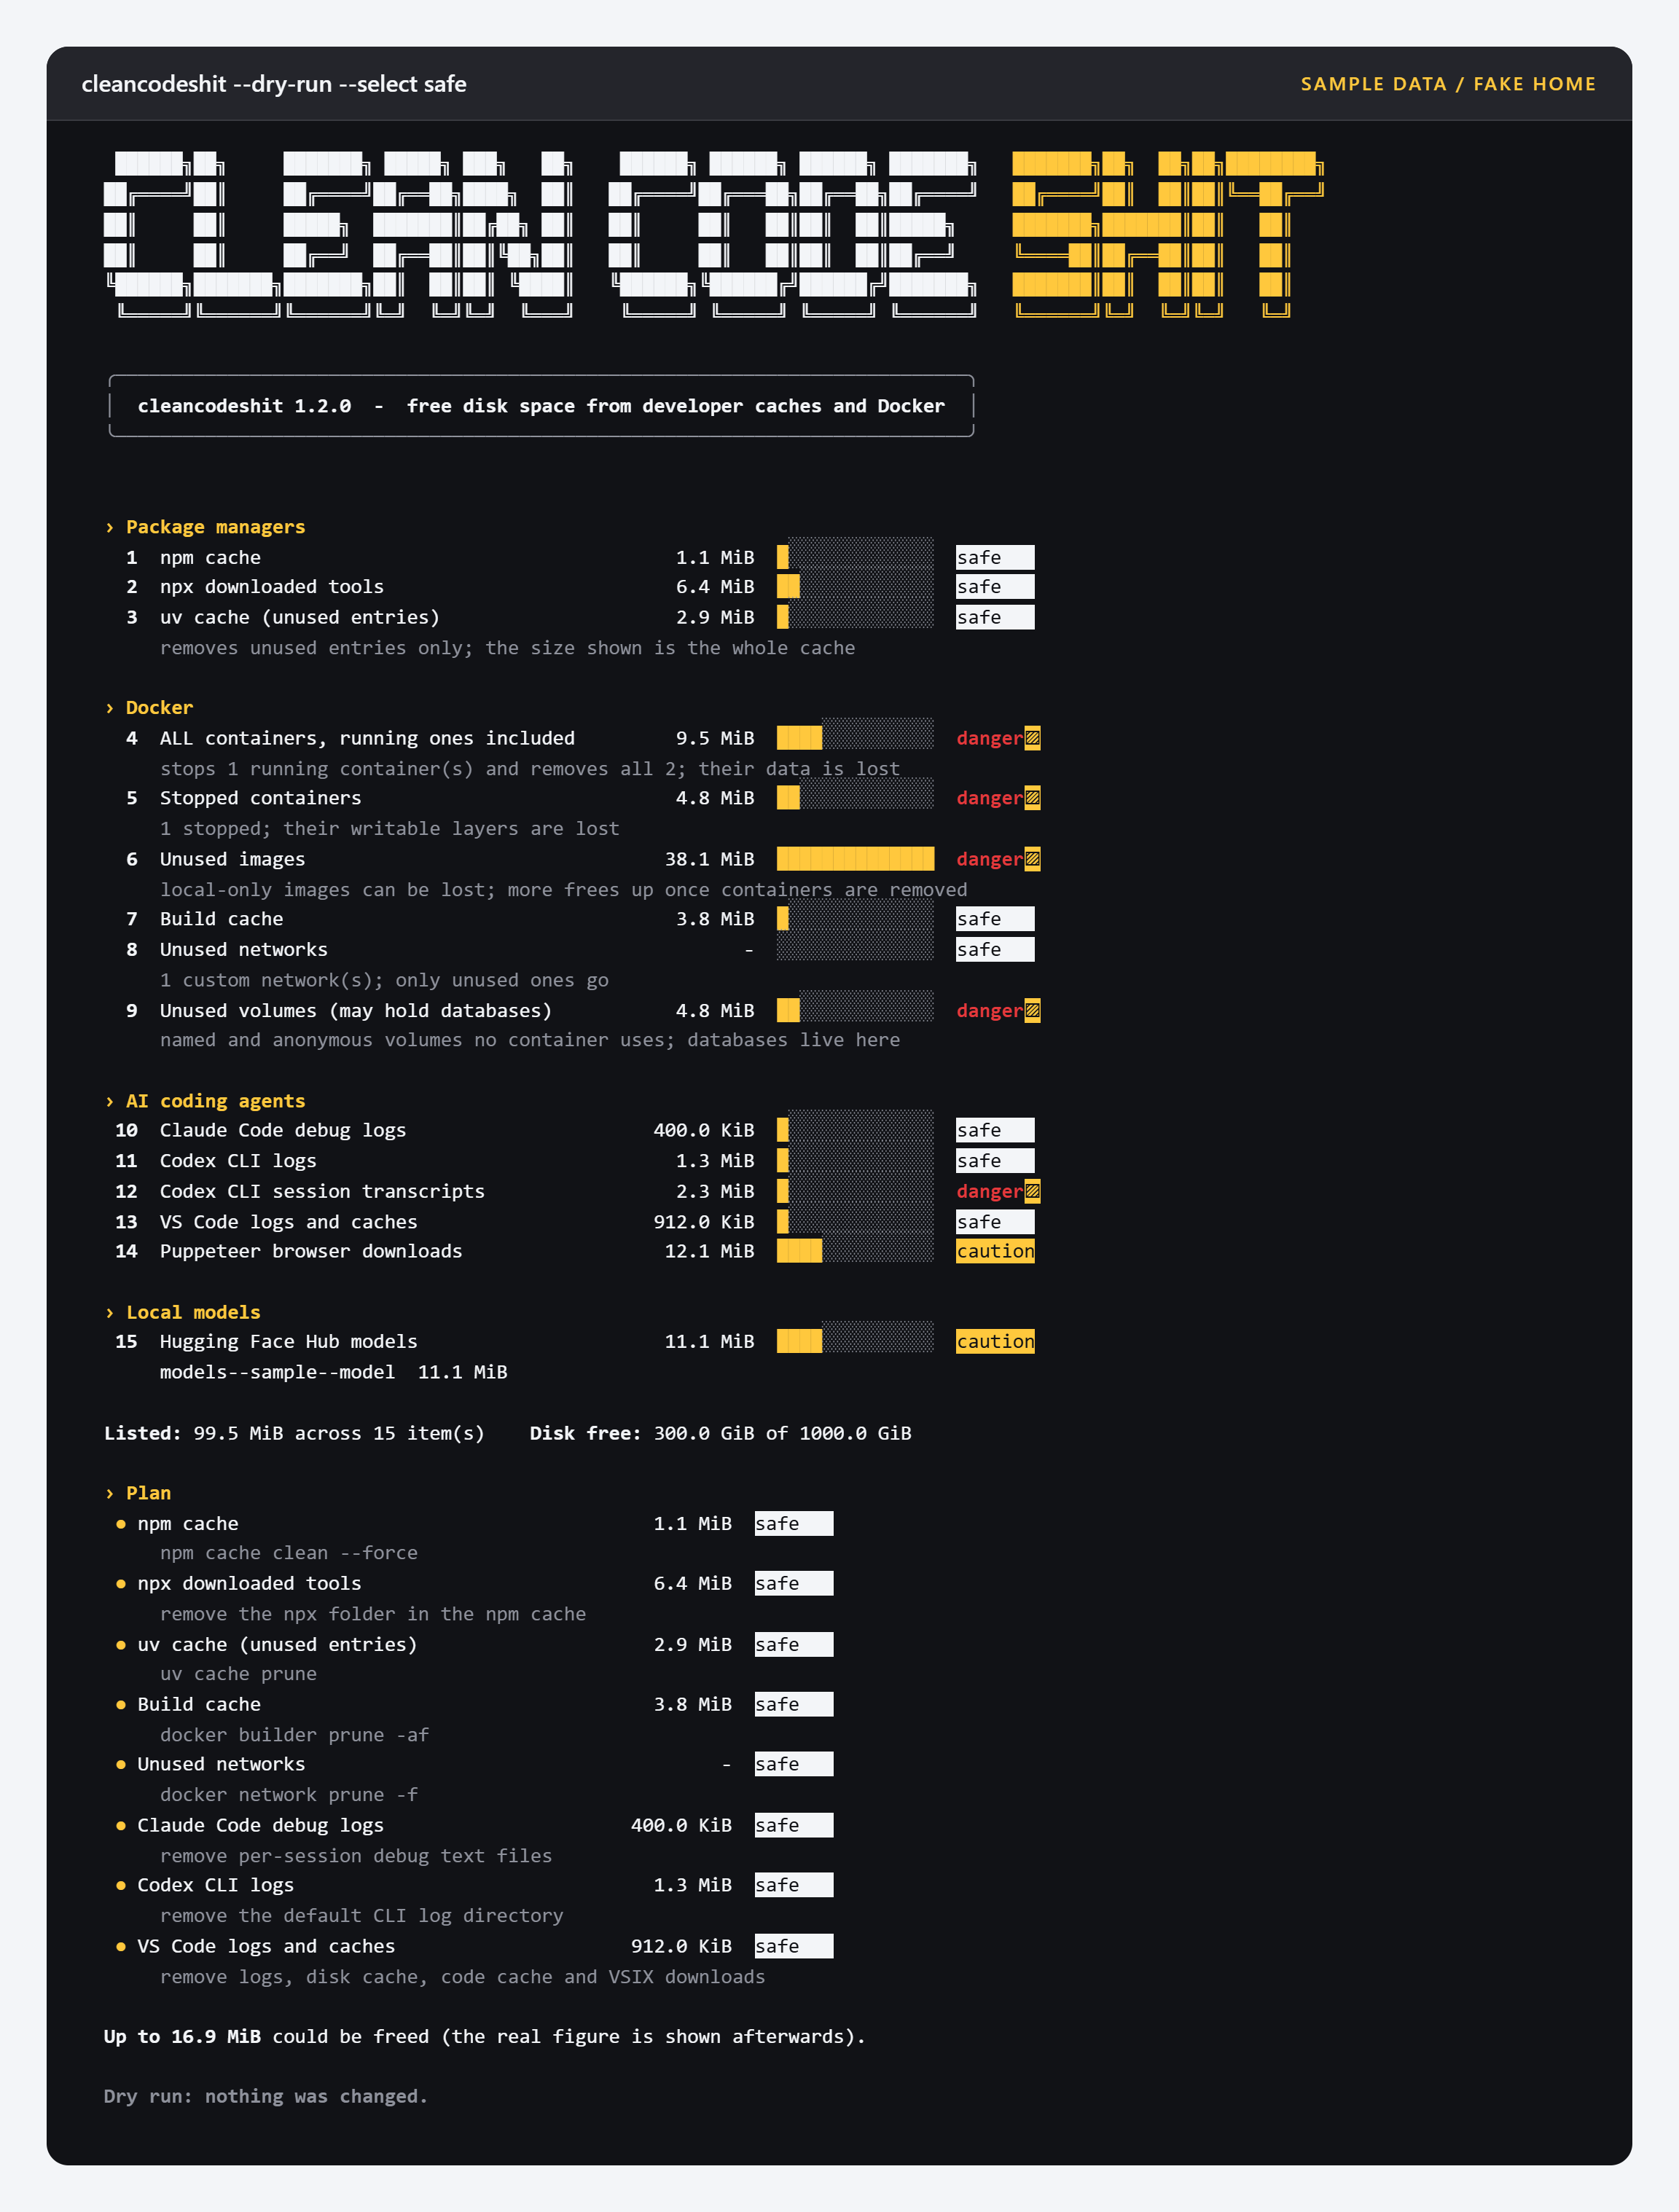 cleancodeshit --dry-run --select safe
SAMPLE DATA / FAKE HOME
CLEAN CODE SHIT
cleancodeshit 1.2.0 - free disk space from developer caches and Docker
› Package managers
1 npm cache 1.1 MiB safe
2 npx downloaded tools 6.4 MiB safe
3 uv cache (unused entries) 2.9 MiB safe
removes unused entries only; the size shown is the whole cache
› Docker
4 ALL containers, running ones included 9.5 MiB danger
stops 1 running container(s) and removes all 2; their data is lost
5 Stopped containers 4.8 MiB danger
1 stopped; their writable layers are lost
6 Unused images 38.1 MiB danger
local-only images can be lost; more frees up once containers are removed
7 Build cache 3.8 MiB safe
8 Unused networks - safe
1 custom network(s); only unused ones go
9 Unused volumes (may hold databases) 4.8 MiB danger
named and anonymous volumes no container uses; databases live here
› AI coding agents
10 Claude Code debug logs 400.0 KiB safe
11 Codex CLI logs 1.3 MiB safe
12 Codex CLI session transcripts 2.3 MiB danger
13 VS Code logs and caches 912.0 KiB safe
14 Puppeteer browser downloads 12.1 MiB caution
› Local models
15 Hugging Face Hub models 11.1 MiB caution
models--sample--model 11.1 MiB
Listed: 99.5 MiB across 15 item(s) Disk free: 300.0 GiB of 1000.0 GiB
› Plan
● npm cache 1.1 MiB safe
npm cache clean --force
● npx downloaded tools 6.4 MiB safe
remove the npx folder in the npm cache
● uv cache (unused entries) 2.9 MiB safe
uv cache prune
● Build cache 3.8 MiB safe
docker builder prune -af
● Unused networks - safe
docker network prune -f
● Claude Code debug logs 400.0 KiB safe
remove per-session debug text files
● Codex CLI logs 1.3 MiB safe
remove the default CLI log directory
● VS Code logs and caches 912.0 KiB safe
remove logs, disk cache, code cache and VSIX downloads
Up to 16.9 MiB could be freed (the real figure is shown afterwards).
Dry run: nothing was changed.